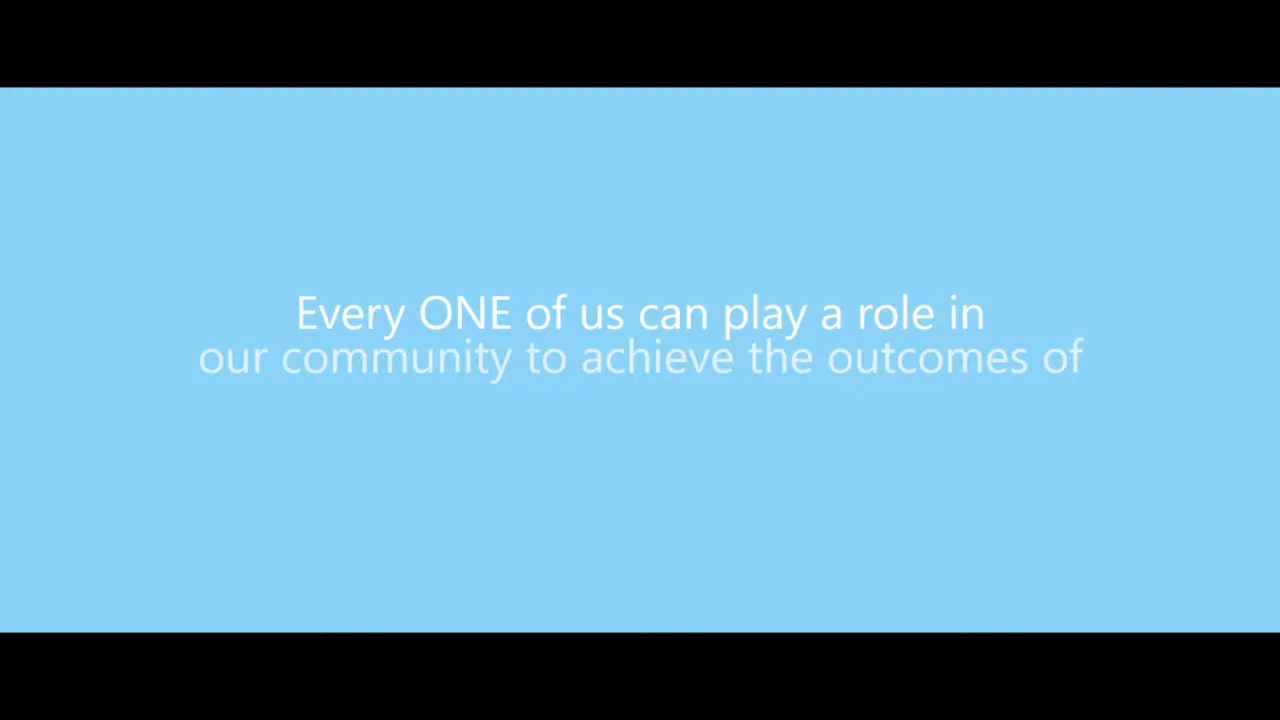 Every ONE of us can play a role in
our community to achieve the outcomes of